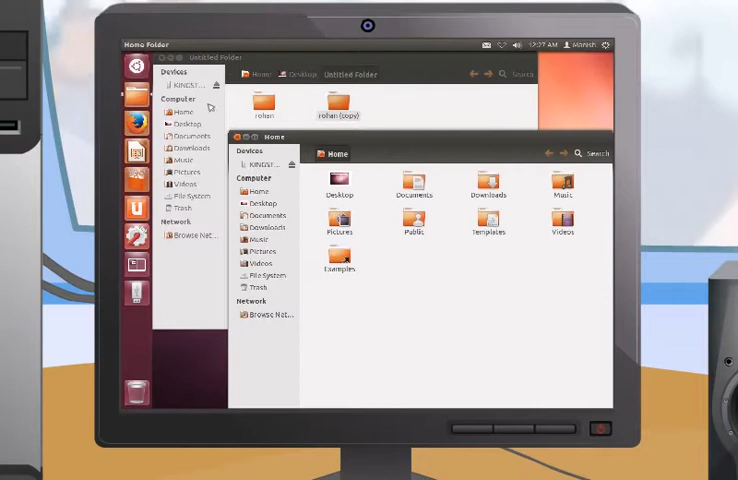 Home Folder
12:27 AM Manish
Untitled Folder
Devices
KINGST...
Computer
Home
Desktop
Documents
Downloads
Music
Pictures
Videos
File System
Trash
Network
Browse Net...
Home Desktop Untitled Folder Search
rohan rohan (copy)
Home
Devices
KINGST...
Computer
Home
Desktop
Documents
Downloads
Music
Pictures
Videos
File System
Trash
Network
Browse Net...
Home Search
Desktop Documents Downloads Music
Pictures Public Templates Videos
Examples